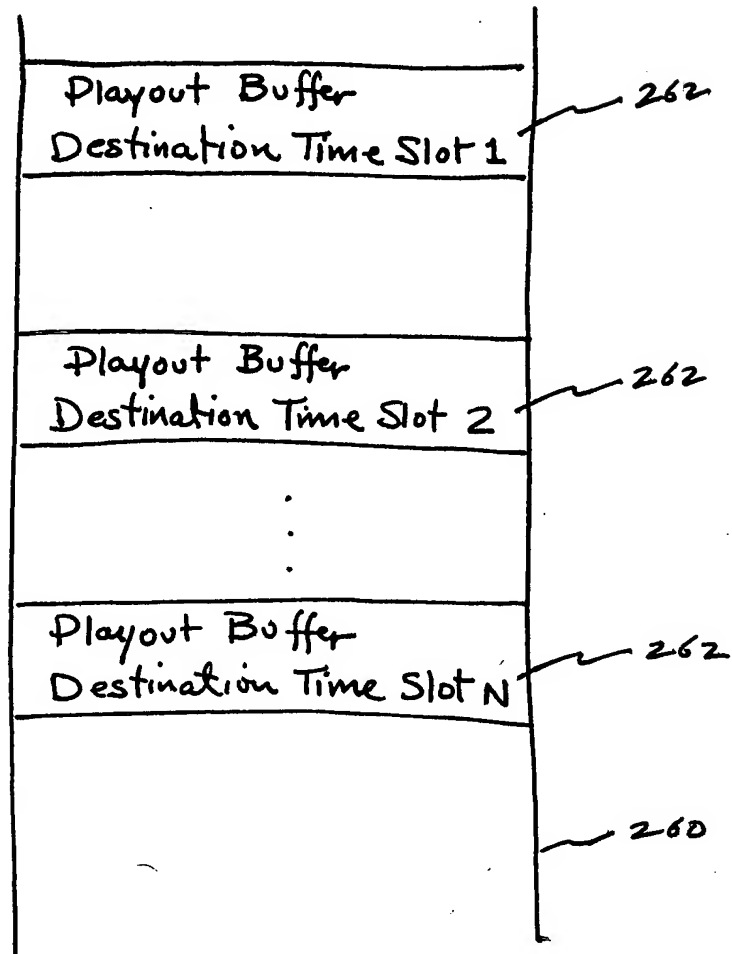 Playout Buffer
Destination Time Slot 1
262
Playout Buffer
Destination Time Slot 2
262
Playout Buffer
Destination Time Slot N
262
260